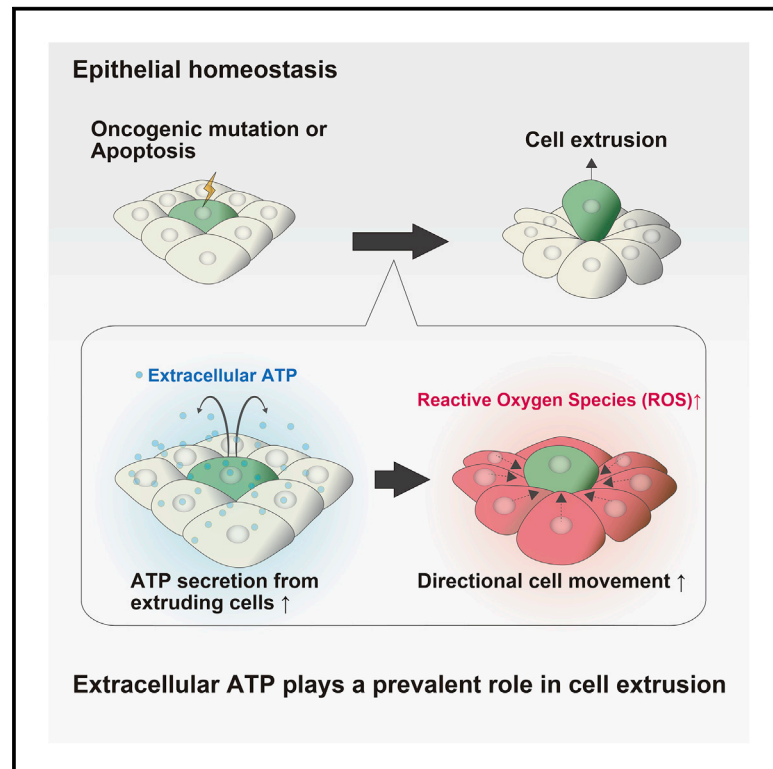 Epithelial homeostasis
Oncogenic mutation or
Apoptosis
Cell extrusion
Extracellular ATP
Reactive Oxygen Species (ROS)↑
ATP secretion from
extruding cells ↑
Directional cell movement ↑
Extracellular ATP plays a prevalent role in cell extrusion